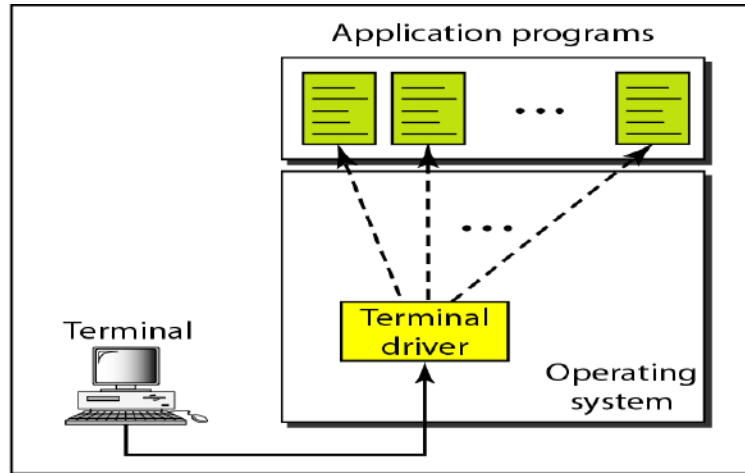 Application programs
Terminal
Terminal
driver
Operating
system